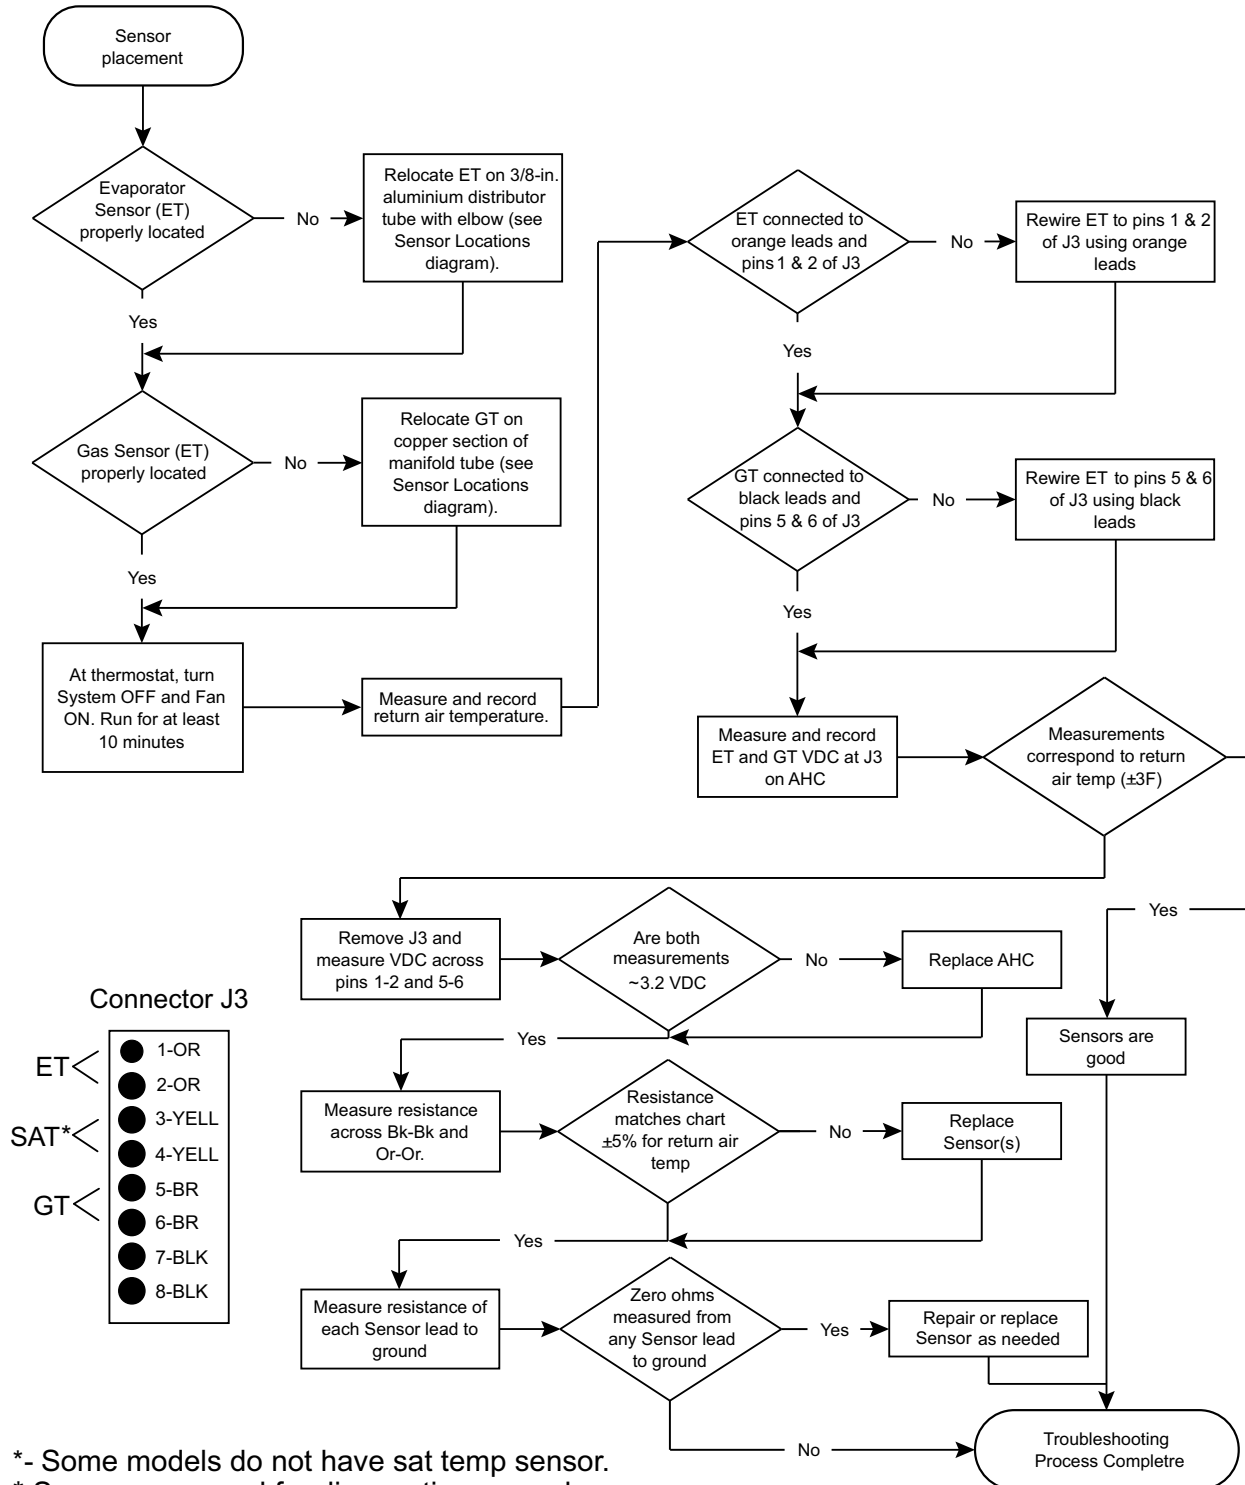 Sensor
placement
Evaporator
Sensor (ET)
properly located
No
Relocate ET on 3/8-in.
aluminium distributor
tube with elbow (see
Sensor Locations
diagram).
Yes
Gas Sensor (ET)
properly located
No
Relocate GT on
copper section of
manifold tube (see
Sensor Locations
diagram).
Yes
At thermostat, turn
System OFF and Fan
ON. Run for at least
10 minutes
Measure and record
return air temperature.
ET connected to
orange leads and
pins 1 & 2 of J3
No
Rewire ET to pins 1 & 2
of J3 using orange
leads
Yes
GT connected to
black leads and
pins 5 & 6 of J3
No
Rewire ET to pins 5 & 6
of J3 using black
leads
Yes
Measure and record
ET and GT VDC at J3
on AHC
Measurements
correspond to return
air temp (±3F)
Yes
Sensors are
good
Remove J3 and
measure VDC across
pins 1-2 and 5-6
Are both
measurements
~3.2 VDC
No
Replace AHC
Yes
Measure resistance
across Bk-Bk and
Or-Or.
Resistance
matches chart
±5% for return air
temp
No
Replace
Sensor(s)
Yes
Measure resistance of
each Sensor lead to
ground
Zero ohms
measured from
any Sensor lead
to ground
Yes
Repair or replace
Sensor as needed
No
Troubleshooting
Process Completre
Connector J3
ET
1-OR
2-OR
SAT*
3-YELL
4-YELL
GT
5-BR
6-BR
7-BLK
8-BLK
*- Some models do not have sat temp sensor.